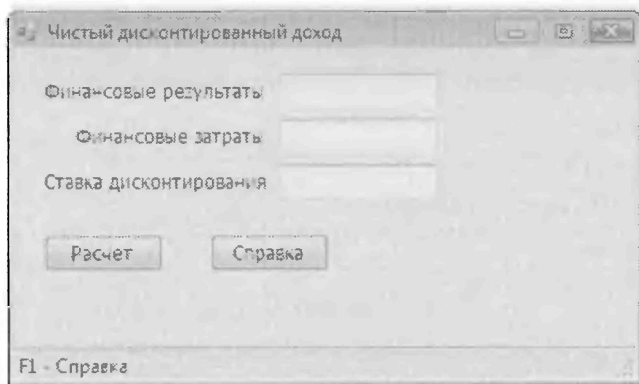 Чистый дисконтированный доход
Финансовые результаты
Финансовые затраты
Ставка дисконтирования
Расчет Справка
F1 - Справка